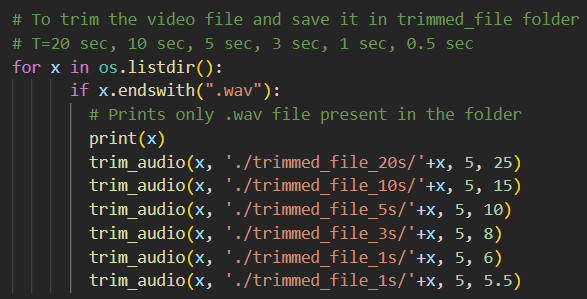 # To trim the video file and save it in trimmed_file folder
# T=20 sec, 10 sec, 5 sec, 3 sec, 1 sec, 0.5 sec
for x in os.listdir():
        if x.endswith(".wav"):
          # Prints only .wav file present in the folder
          print(x)
          trim_audio(x, './trimmed_file_20s/'+x, 5, 25)
          trim_audio(x, './trimmed_file_10s/'+x, 5, 15)
          trim_audio(x, './trimmed_file_5s/'+x, 5, 10)
          trim_audio(x, './trimmed_file_3s/'+x, 5, 8)
          trim_audio(x, './trimmed_file_1s/'+x, 5, 6)
          trim_audio(x, './trimmed_file_1s/'+x, 5, 5.5)